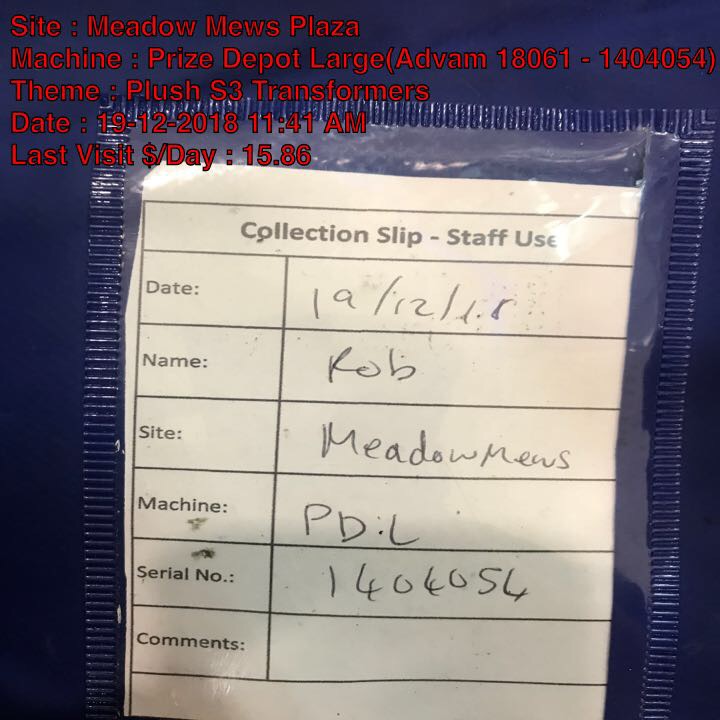 Site : Meadow Mews Plaza
Machine : Prize Depot Large(Advam 18061 - 1404054)
Theme : Plush S3 Transformers
Date : 19-12-2018 11:41 AM
Last Visit $/Day : 15.86
Collection Slip - Staff Use
Date: 19/12/18
Name: Rob
Site: Meadow Mews
Machine: PD:L
Serial No.: 1404054
Comments: